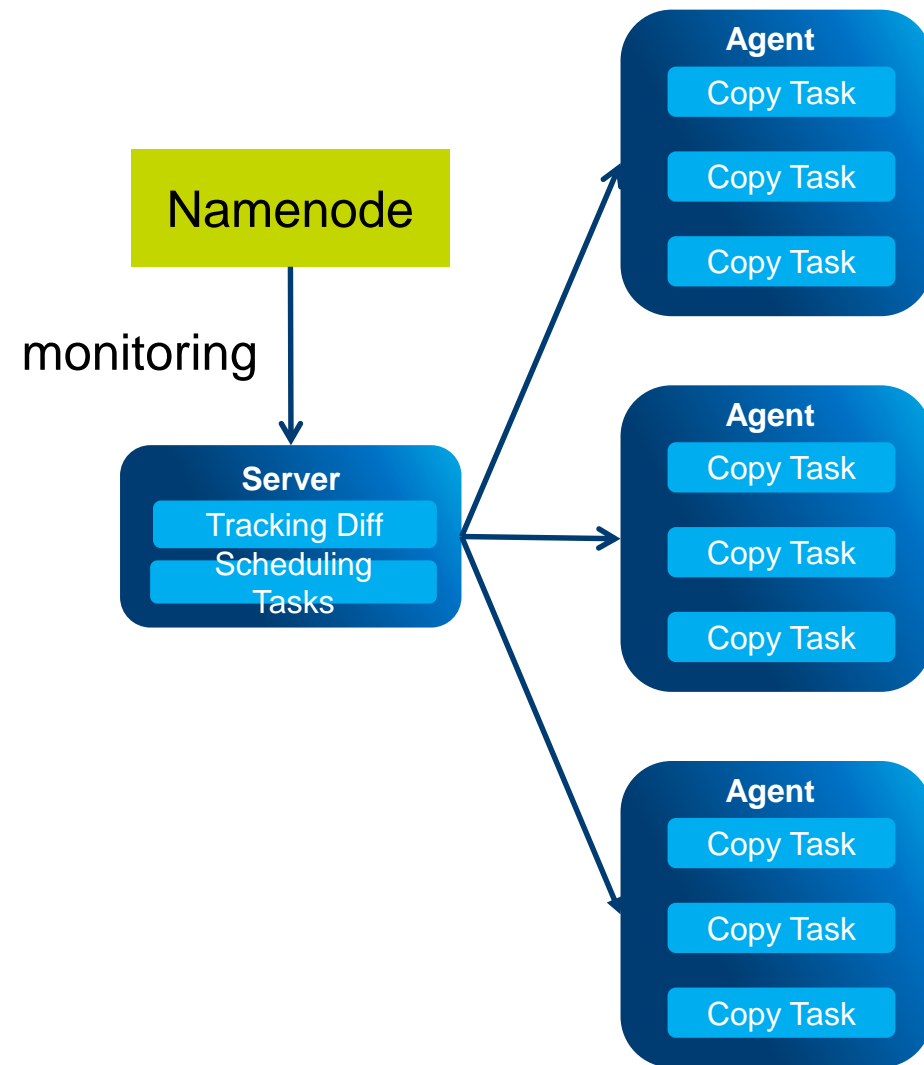 Namenode
monitoring
Server
Tracking Diff
Scheduling
Tasks
Agent
Copy Task
Copy Task
Copy Task
Agent
Copy Task
Copy Task
Copy Task
Agent
Copy Task
Copy Task
Copy Task